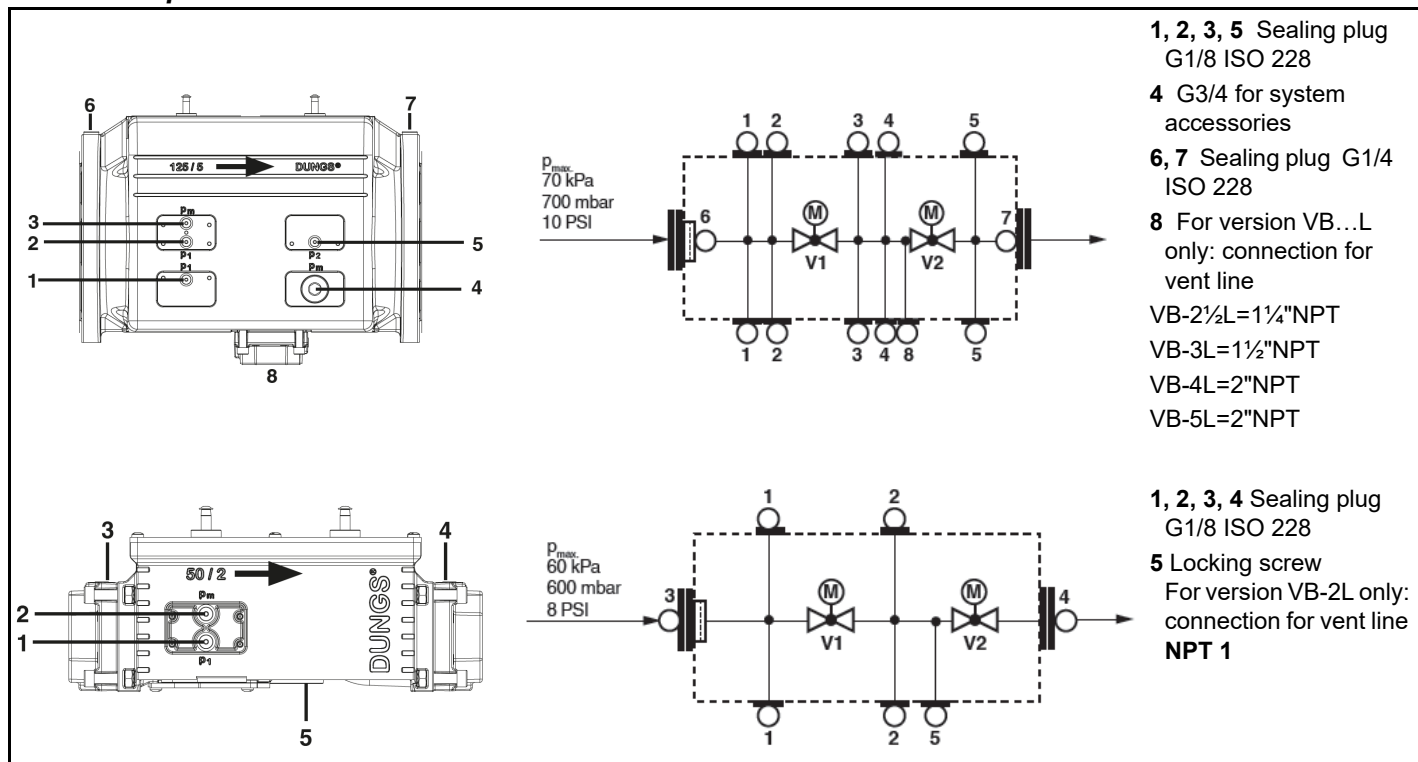 6 7
125 / 5 DUNGS®
Pm
3
2
P1
P1
1
5
P2
Pm
4
8
pmax.
70 kPa
700 mbar
10 PSI
1 2 3 4 5
6 M M 7
V1 V2
1 2 3 4 8 5
1, 2, 3, 5 Sealing plug
G1/8 ISO 228
4 G3/4 for system
accessories
6, 7 Sealing plug G1/4
ISO 228
8 For version VB…L
only: connection for
vent line
VB-2½L=1¼"NPT
VB-3L=1½"NPT
VB-4L=2"NPT
VB-5L=2"NPT
3 4
50 / 2
DUNGS®
Pm
2
1
P1
5
pmax.
60 kPa
600 mbar
8 PSI
1 2
3 M M 4
V1 V2
1 2 5
1, 2, 3, 4 Sealing plug
G1/8 ISO 228
5 Locking screw
For version VB-2L only:
connection for vent line
NPT 1